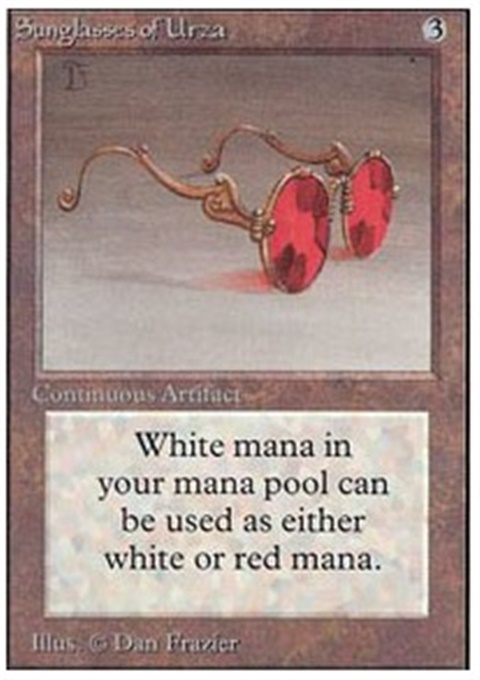 Sunglasses of Urza 3
Continuous Artifact
White mana in
your mana pool can
be used as either
white or red mana.
Illus. © Dan Frazier